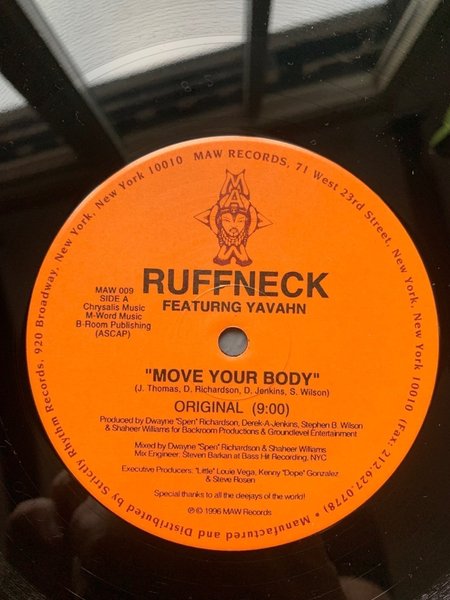 MAW RECORDS, 71 West 23rd Street, New York, New York 10010 (Fax: 212-627-0778) • Manufactured and Distributed by Strictly Rhythm Records, 920 Broadway, New York, New York 10010
MAW
RUFFNECK
FEATURNG YAVAHN
MAW 009
SIDE A
Chrysalis Music
M-Word Music
B-Room Publishing
(ASCAP)
"MOVE YOUR BODY"
(J. Thomas, D. Richardson, D. Jenkins, S. Wilson)
ORIGINAL (9:00)
Produced by Dwayne "Spen" Richardson, Derek-A-Jenkins, Stephen B. Wilson
& Shaheer Williams for Backroom Productions & Groundlevel Entertainment
Mixed by Dwayne "Spen" Richardson & Shaheer Williams
Mix Engineer: Steven Barkan at Bass Hit Recording, NYC
Executive Producers: "Little" Louie Vega, Kenny "Dope" Gonzalez
& Steve Rosen
Special thanks to all the deejays of the world!
℗ © 1996 MAW Records